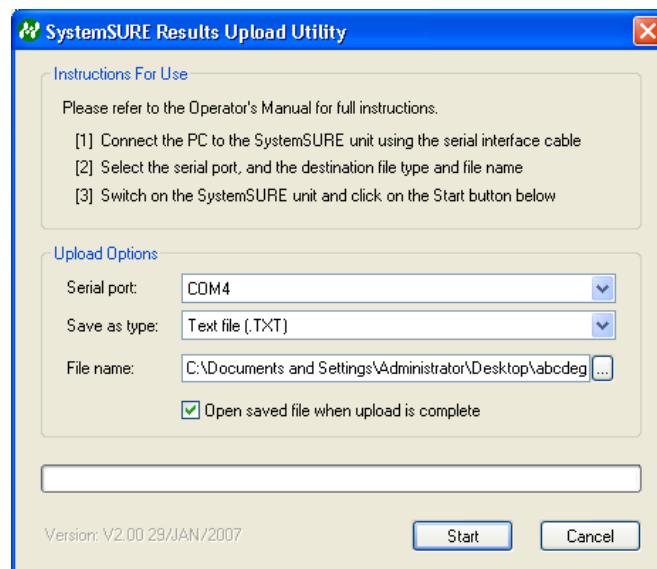 SystemSURE Results Upload Utility
Instructions For Use
Please refer to the Operator's Manual for full instructions.
[1] Connect the PC to the SystemSURE unit using the serial interface cable
[2] Select the serial port, and the destination file type and file name
[3] Switch on the SystemSURE unit and click on the Start button below
Upload Options
Serial port: COM4
Save as type: Text file (.TXT)
File name: C:\Documents and Settings\Administrator\Desktop\abcdeg ...
Open saved file when upload is complete
Version: V2.00 29/JAN/2007 Start Cancel